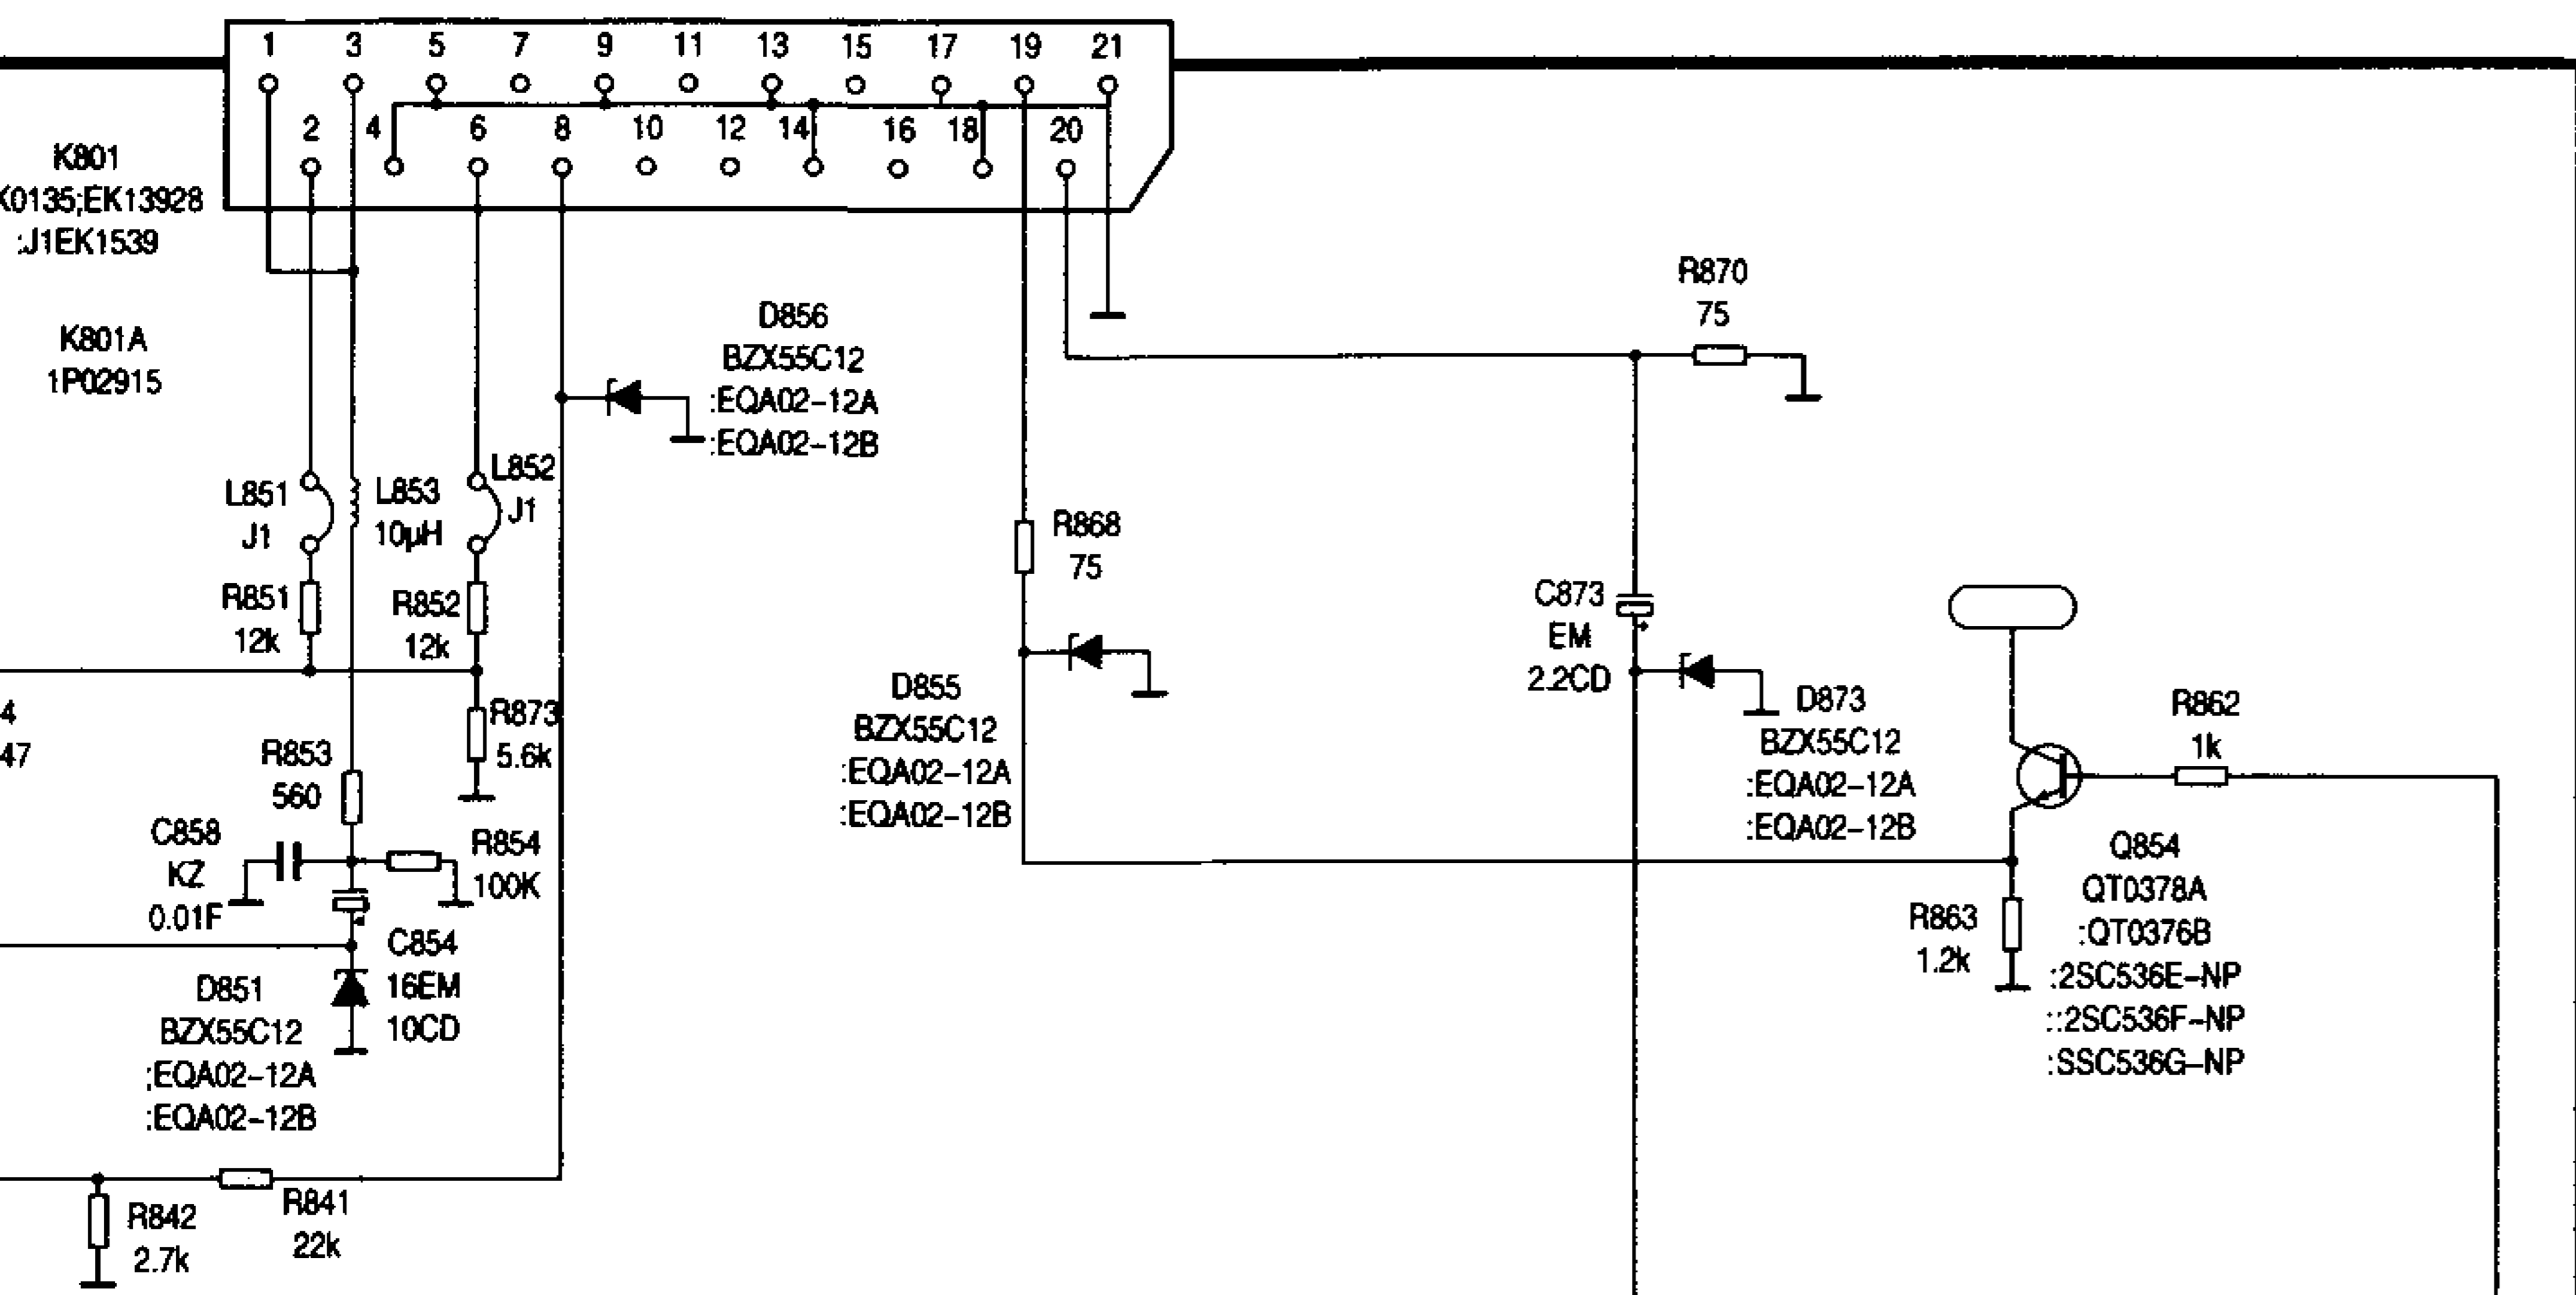 1 3 5 7 9 11 13 15 17 19 21
2 4 6 8 10 12 14 16 18 20
K801
K0135;EK13928
:J1EK1539
K801A
1P02915
D856
BZX55C12
:EQA02-12A
:EQA02-12B
R870
75
L851
J1
L853
10µH
L852
J1
R868
75
R851
12k
R852
12k
C873
EM
2.2CD
4
47
R873
5.6k
D855
BZX55C12
:EQA02-12A
:EQA02-12B
D873
BZX55C12
:EQA02-12A
:EQA02-12B
R862
1k
R853
560
C858
KZ
0.01F
R854
100K
C854
16EM
10CD
Q854
QT0378A
:QT0376B
:2SC536E-NP
::2SC536F-NP
:SSC536G-NP
R863
1.2k
D851
BZX55C12
;EQA02-12A
:EQA02-12B
R842
2.7k
R841
22k